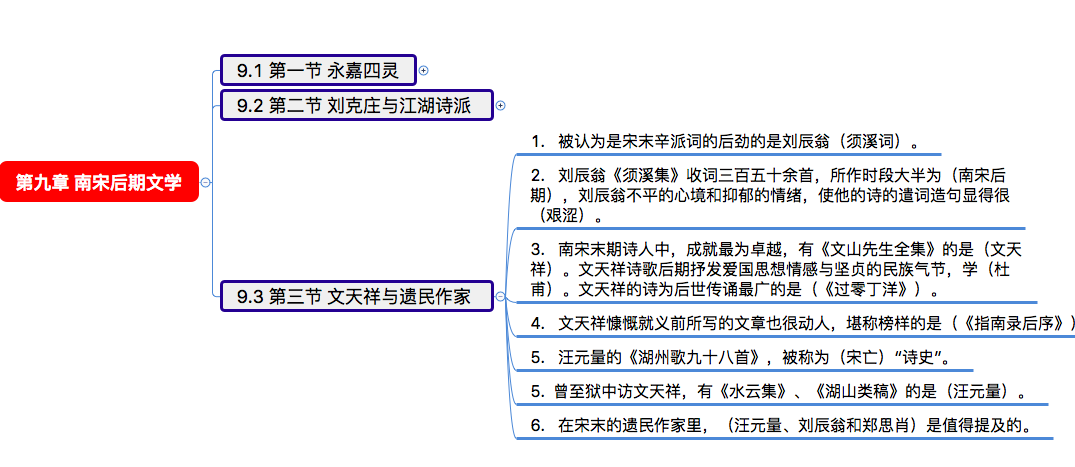 第九章 南宋后期文学
9.1 第一节 永嘉四灵
9.2 第二节 刘克庄与江湖诗派
9.3 第三节 文天祥与遗民作家
1. 被认为是宋末辛派词的后劲的是刘辰翁（须溪词）。
2. 刘辰翁《须溪集》收词三百五十余首，所作时段大半为（南宋后
期），刘辰翁不平的心境和抑郁的情绪，使他的诗的遣词造句显得很
（艰涩）。
3. 南宋末期诗人中，成就最为卓越，有《文山先生全集》的是（文天
祥）。文天祥诗歌后期抒发爱国思想情感与坚贞的民族气节，学（杜
甫）。文天祥的诗为后世传诵最广的是（《过零丁洋》）。
4. 文天祥慷慨就义前所写的文章也很动人，堪称榜样的是（《指南录后序》）
5. 汪元量的《湖州歌九十八首》，被称为（宋亡）“诗史”。
5. 曾至狱中访文天祥，有《水云集》、《湖山类稿》的是（汪元量）。
6. 在宋末的遗民作家里，（汪元量、刘辰翁和郑思肖）是值得提及的。